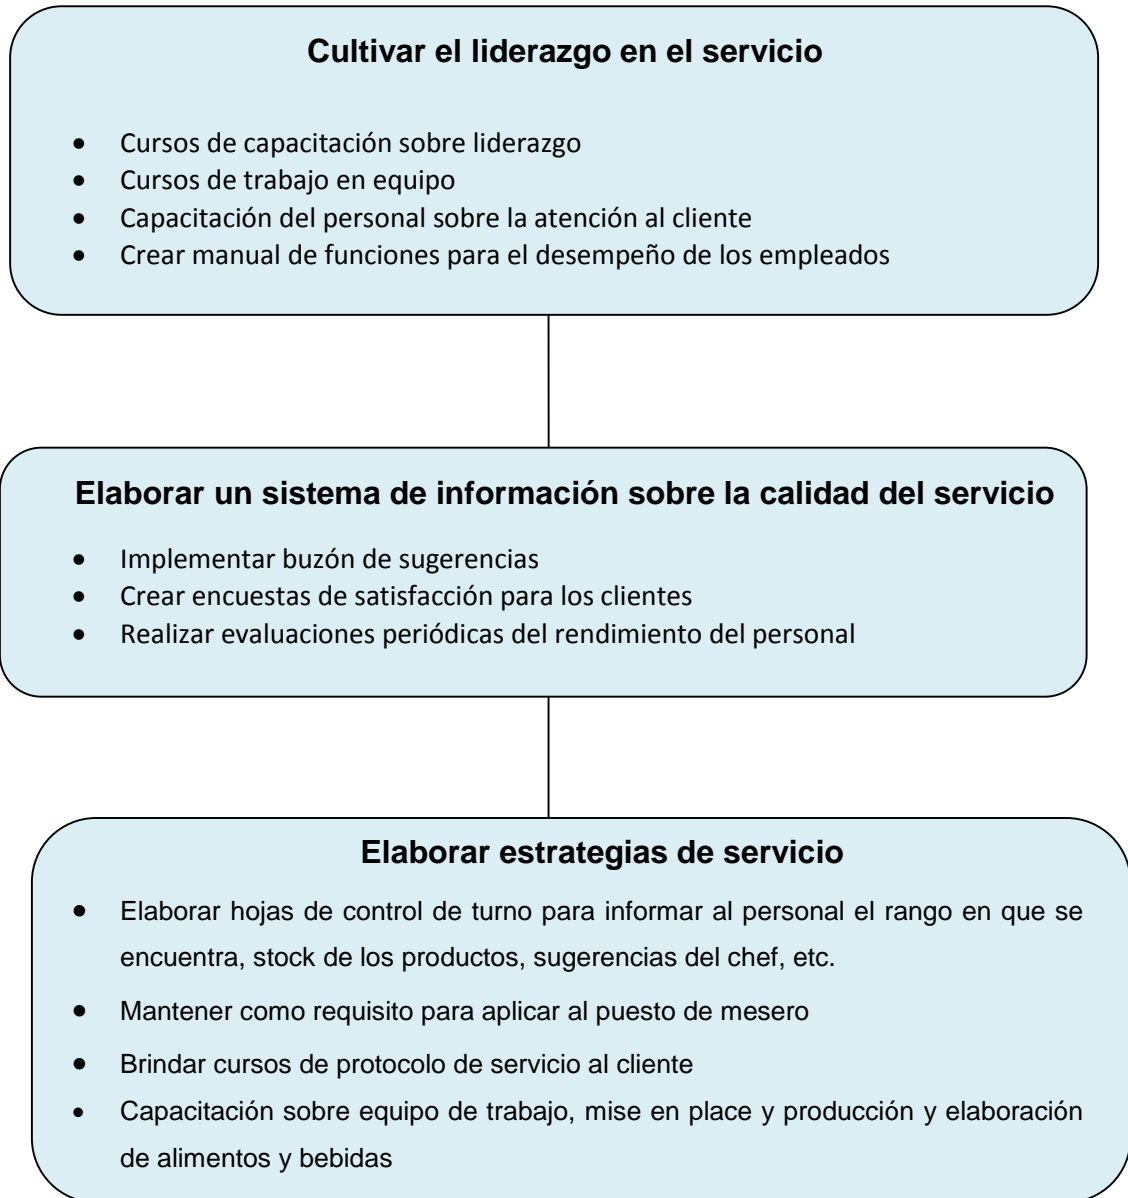 Cultivar el liderazgo en el servicio
• Cursos de capacitación sobre liderazgo
• Cursos de trabajo en equipo
• Capacitación del personal sobre la atención al cliente
• Crear manual de funciones para el desempeño de los empleados
Elaborar un sistema de información sobre la calidad del servicio
• Implementar buzón de sugerencias
• Crear encuestas de satisfacción para los clientes
• Realizar evaluaciones periódicas del rendimiento del personal
Elaborar estrategias de servicio
• Elaborar hojas de control de turno para informar al personal el rango en que se
encuentra, stock de los productos, sugerencias del chef, etc.
• Mantener como requisito para aplicar al puesto de mesero
• Brindar cursos de protocolo de servicio al cliente
• Capacitación sobre equipo de trabajo, mise en place y producción y elaboración
de alimentos y bebidas